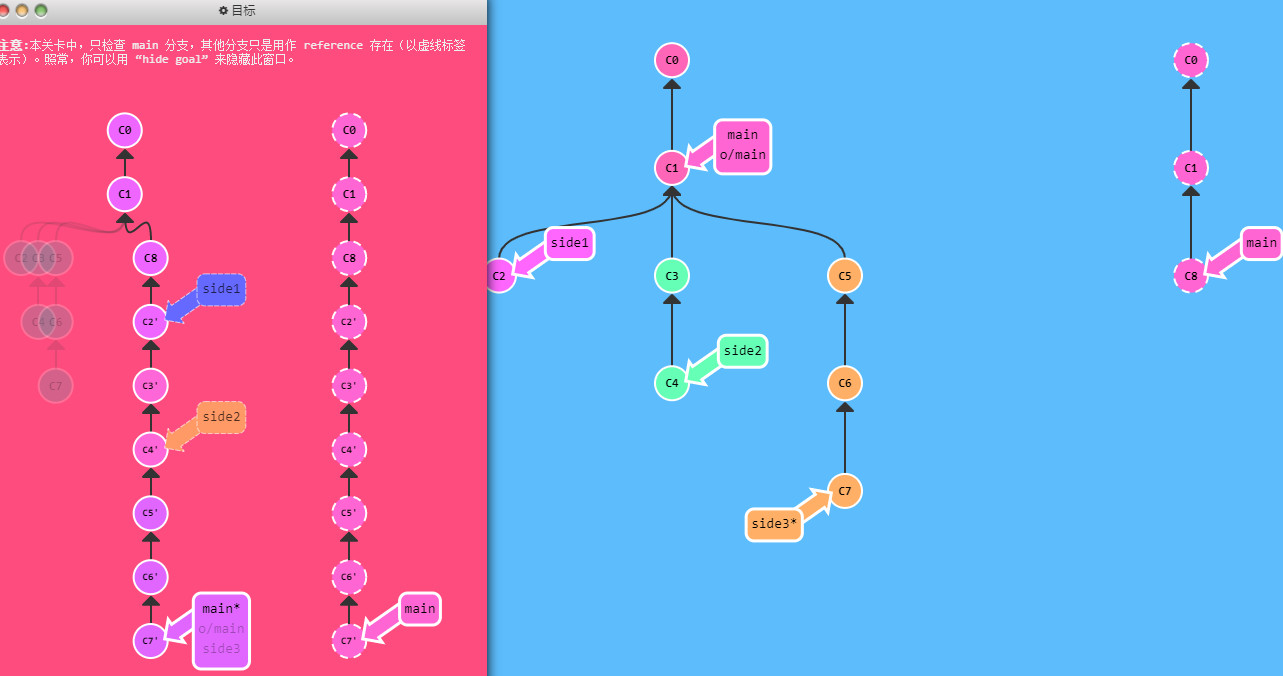 目标
注意:本关卡中，只检查 main 分支，其他分支只是用作 reference 存在（以虚线标签
表示）。照常，你可以用 “hide goal” 来隐藏此窗口。
C0
C1
C2 C3 C5
C8
C4 C6
side1
C2'
C7
C3'
side2
C4'
C5'
C6'
main*
o/main
side3
C7'
C0
C1
C8
C2'
C3'
C4'
C5'
C6'
main
C7'
C0
main
o/main
C1
side1
C2
C3
C5
side2
C4
C6
C7
side3*
C0
C1
main
C8